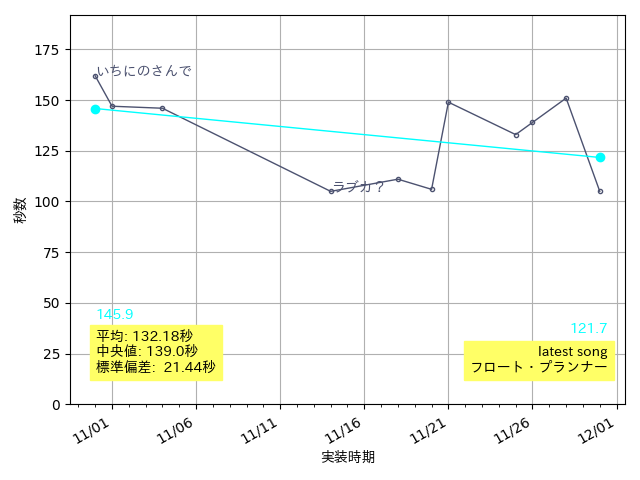 175
150
125
100
75
50
25
0
秒数
いちにのさんで
ラブカ？
145.9
平均: 132.18秒
中央値: 139.0秒
標準偏差: 21.44秒
121.7
latest song
フロート・プランナー
11/01
11/06
11/11
11/16
11/21
11/26
12/01
実装時期